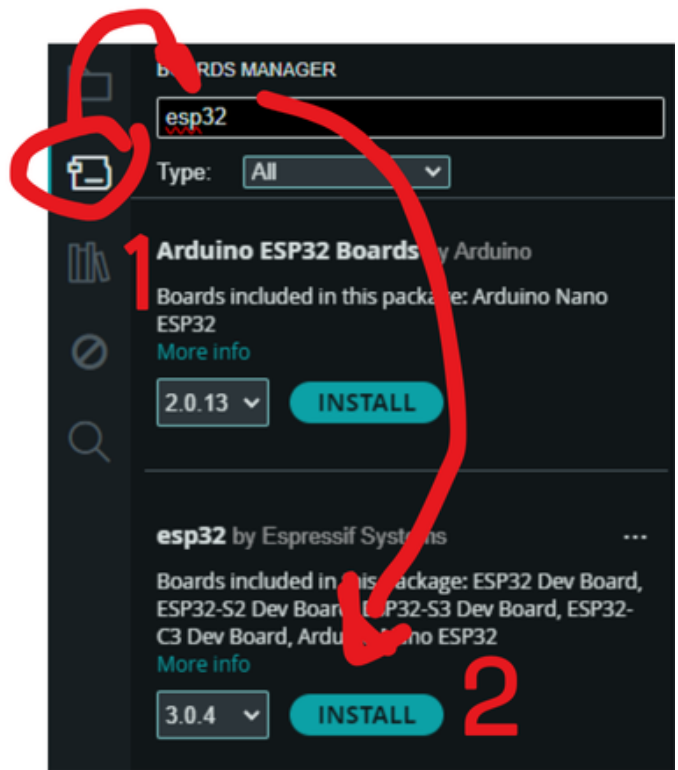 BOARDS MANAGER
esp32
Type: All
1
Arduino ESP32 Boards by Arduino
Boards included in this package: Arduino Nano
ESP32
More info
2.0.13 INSTALL
esp32 by Espressif Systems
Boards included in this package: ESP32 Dev Board,
ESP32-S2 Dev Board, ESP32-S3 Dev Board, ESP32-
C3 Dev Board, Arduino Nano ESP32
More info
3.0.4 INSTALL 2